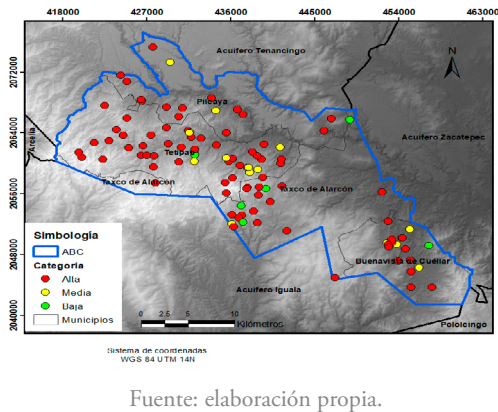 418000 427000 436000 445000 454000 463000
2072000
2064000
2056000
2048000
2040000
Acuifero Tenancingo
N
Pilcaya
Acuifero Zacatepec
Arcelia
Tetipac
Taxco de Alarcón
Taxco de Alarcón
Buenavista de Cuéllar
Acuifero Iguala
Pololcingo
Simbología
ABC
Categoría
Alta
Media
Baja
Municipios
0 2.5 5 10
Kilómetros
Sistema de coordenadas
WGS 84 UTM 14N
Fuente: elaboración propia.